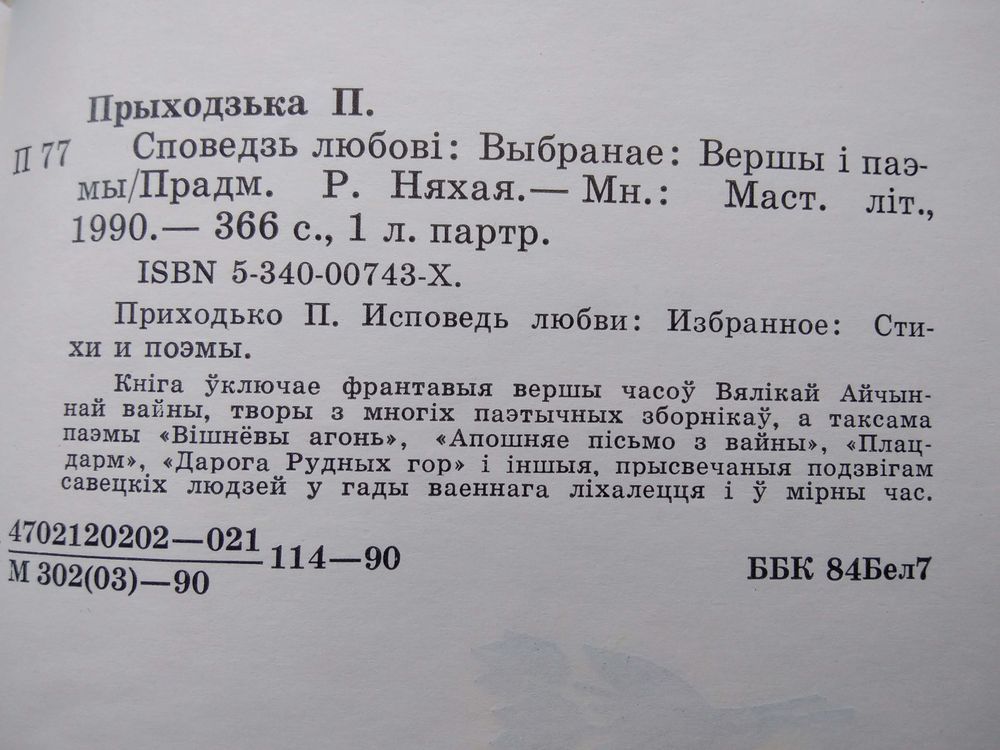 Прыходзька П.
П 77 Споведзь любові: Выбранае: Вершы і паэ-
мы/Прадм. Р. Няхая.— Мн.: Маст. літ.,
1990.— 366 с., 1 л. партр.
ISBN 5-340-00743-X.
Приходько П. Исповедь любви: Избранное: Сти-
хи и поэмы.
Кніга ўключае франтавыя вершы часоў Вялікай Айчын-
най вайны, творы з многіх паэтычных зборнікаў, а таксама
паэмы «Вішнёвы агонь», «Апошняе пісьмо з вайны», «Плац-
дарм», «Дарога Рудных гор» і іншыя, прысвечаныя подзвігам
савецкіх людзей у гады ваеннага ліхалецця і ў мірны час.
4702120202—021
М 302(03)—90
114—90
ББК 84Бел7